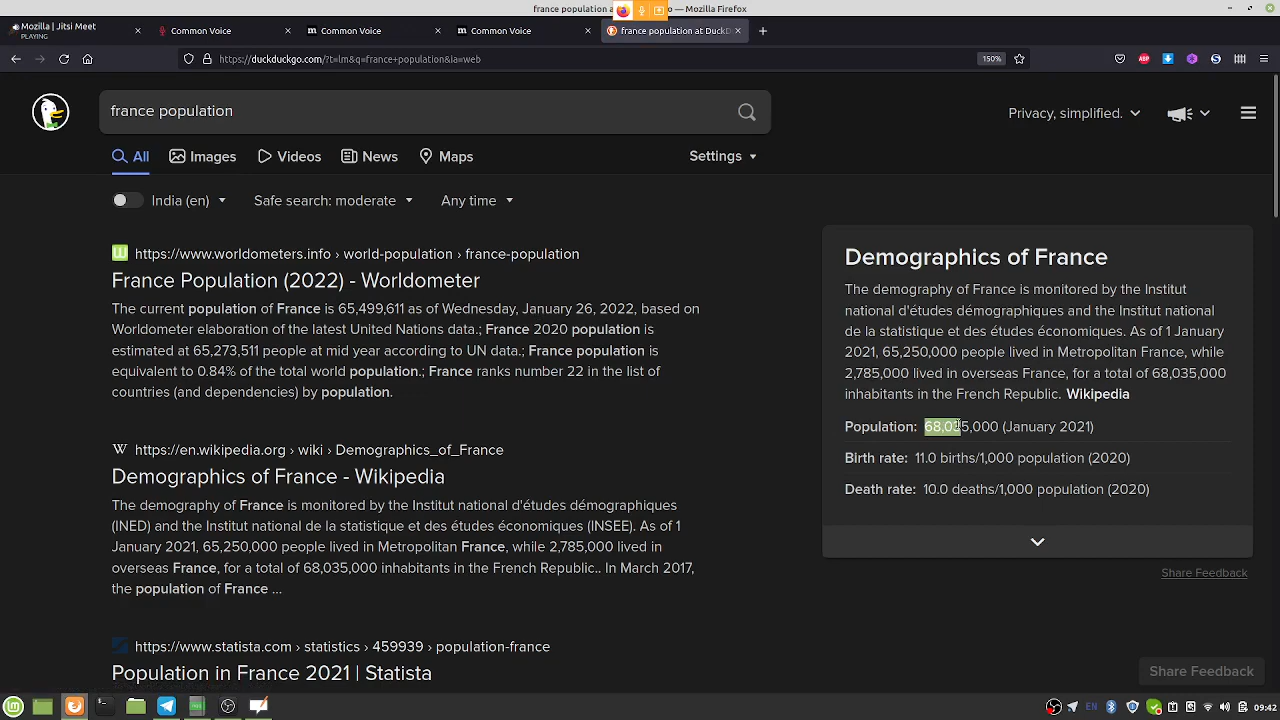 france population at DuckDuckGo — Mozilla Firefox
Mozilla | Jitsi Meet
PLAYING
Common Voice
Common Voice
Common Voice
france population at DuckD
https://duckduckgo.com/?t=lm&q=france+population&ia=web
150%
france population
Privacy, simplified.
All
Images
Videos
News
Maps
Settings
India (en)
Safe search: moderate
Any time
https://www.worldometers.info › world-population › france-population
France Population (2022) - Worldometer
The current population of France is 65,499,611 as of Wednesday, January 26, 2022, based on
Worldometer elaboration of the latest United Nations data.; France 2020 population is
estimated at 65,273,511 people at mid year according to UN data.; France population is
equivalent to 0.84% of the total world population.; France ranks number 22 in the list of
countries (and dependencies) by population.
W https://en.wikipedia.org › wiki › Demographics_of_France
Demographics of France - Wikipedia
The demography of France is monitored by the Institut national d'études démographiques
(INED) and the Institut national de la statistique et des études économiques (INSEE). As of 1
January 2021, 65,250,000 people lived in Metropolitan France, while 2,785,000 lived in
overseas France, for a total of 68,035,000 inhabitants in the French Republic.. In March 2017,
the population of France ...
https://www.statista.com › statistics › 459939 › population-france
Population in France 2021 | Statista
Demographics of France
The demography of France is monitored by the Institut
national d'études démographiques and the Institut national
de la statistique et des études économiques. As of 1 January
2021, 65,250,000 people lived in Metropolitan France, while
2,785,000 lived in overseas France, for a total of 68,035,000
inhabitants in the French Republic. Wikipedia
Population: 68,035,000 (January 2021)
Birth rate: 11.0 births/1,000 population (2020)
Death rate: 10.0 deaths/1,000 population (2020)
Share Feedback
Share Feedback
EN
09:42